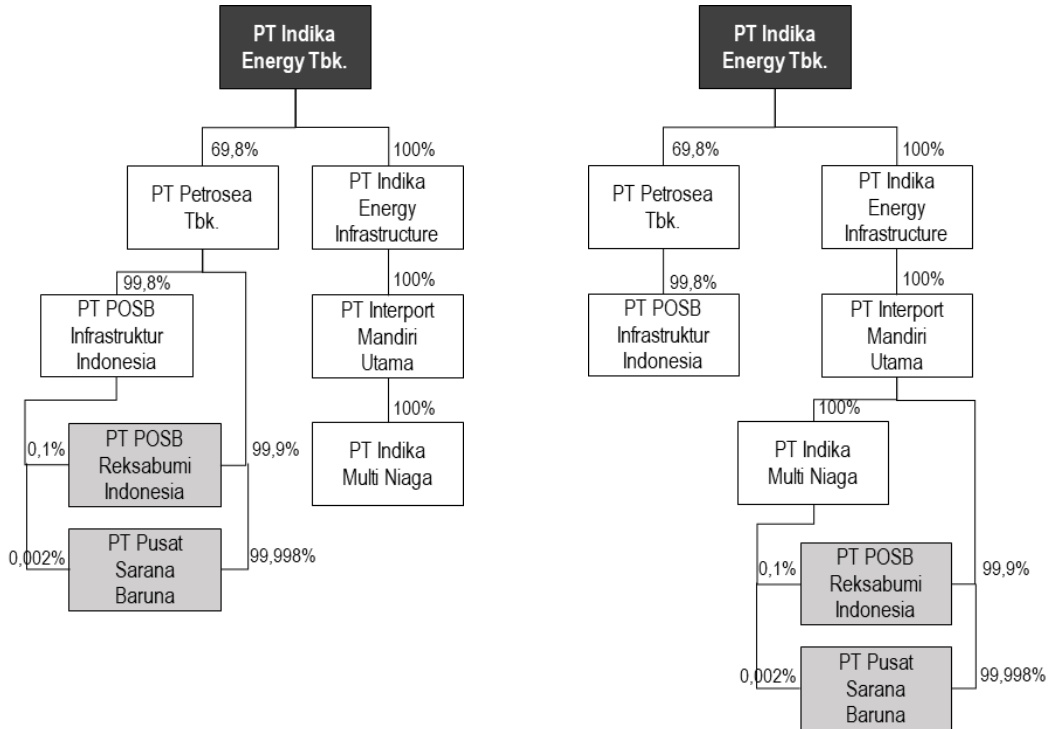 PT Indika
Energy Tbk.
69,8%
100%
PT Petrosea
Tbk.
PT Indika
Energy
Infrastructure
99,8%
100%
PT POSB
Infrastruktur
Indonesia
PT Interport
Mandiri
Utama
100%
0,1%
PT POSB
Reksabumi
Indonesia
99,9%
PT Indika
Multi Niaga
0,002%
PT Pusat
Sarana
Baruna
99,998%
PT Indika
Energy Tbk.
69,8%
100%
PT Petrosea
Tbk.
PT Indika
Energy
Infrastructure
99,8%
100%
PT POSB
Infrastruktur
Indonesia
PT Interport
Mandiri
Utama
100%
PT Indika
Multi Niaga
0,1%
PT POSB
Reksabumi
Indonesia
99,9%
0,002%
PT Pusat
Sarana
Baruna
99,998%